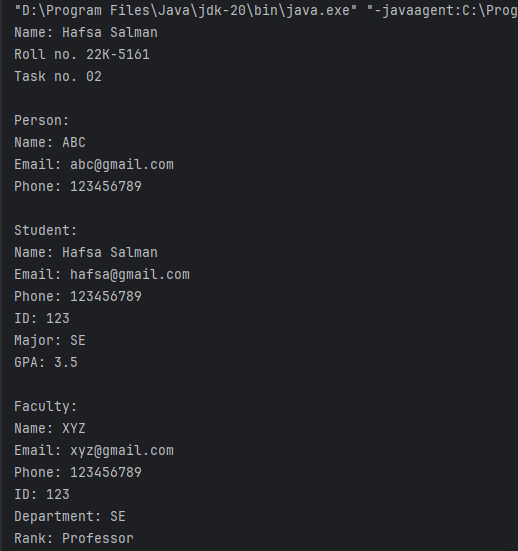 "D:\Program Files\Java\jdk-20\bin\java.exe" "-javaagent:C:\Prog
Name: Hafsa Salman
Roll no. 22K-5161
Task no. 02
Person:
Name: ABC
Email: abc@gmail.com
Phone: 123456789
Student:
Name: Hafsa Salman
Email: hafsa@gmail.com
Phone: 123456789
ID: 123
Major: SE
GPA: 3.5
Faculty:
Name: XYZ
Email: xyz@gmail.com
Phone: 123456789
ID: 123
Department: SE
Rank: Professor